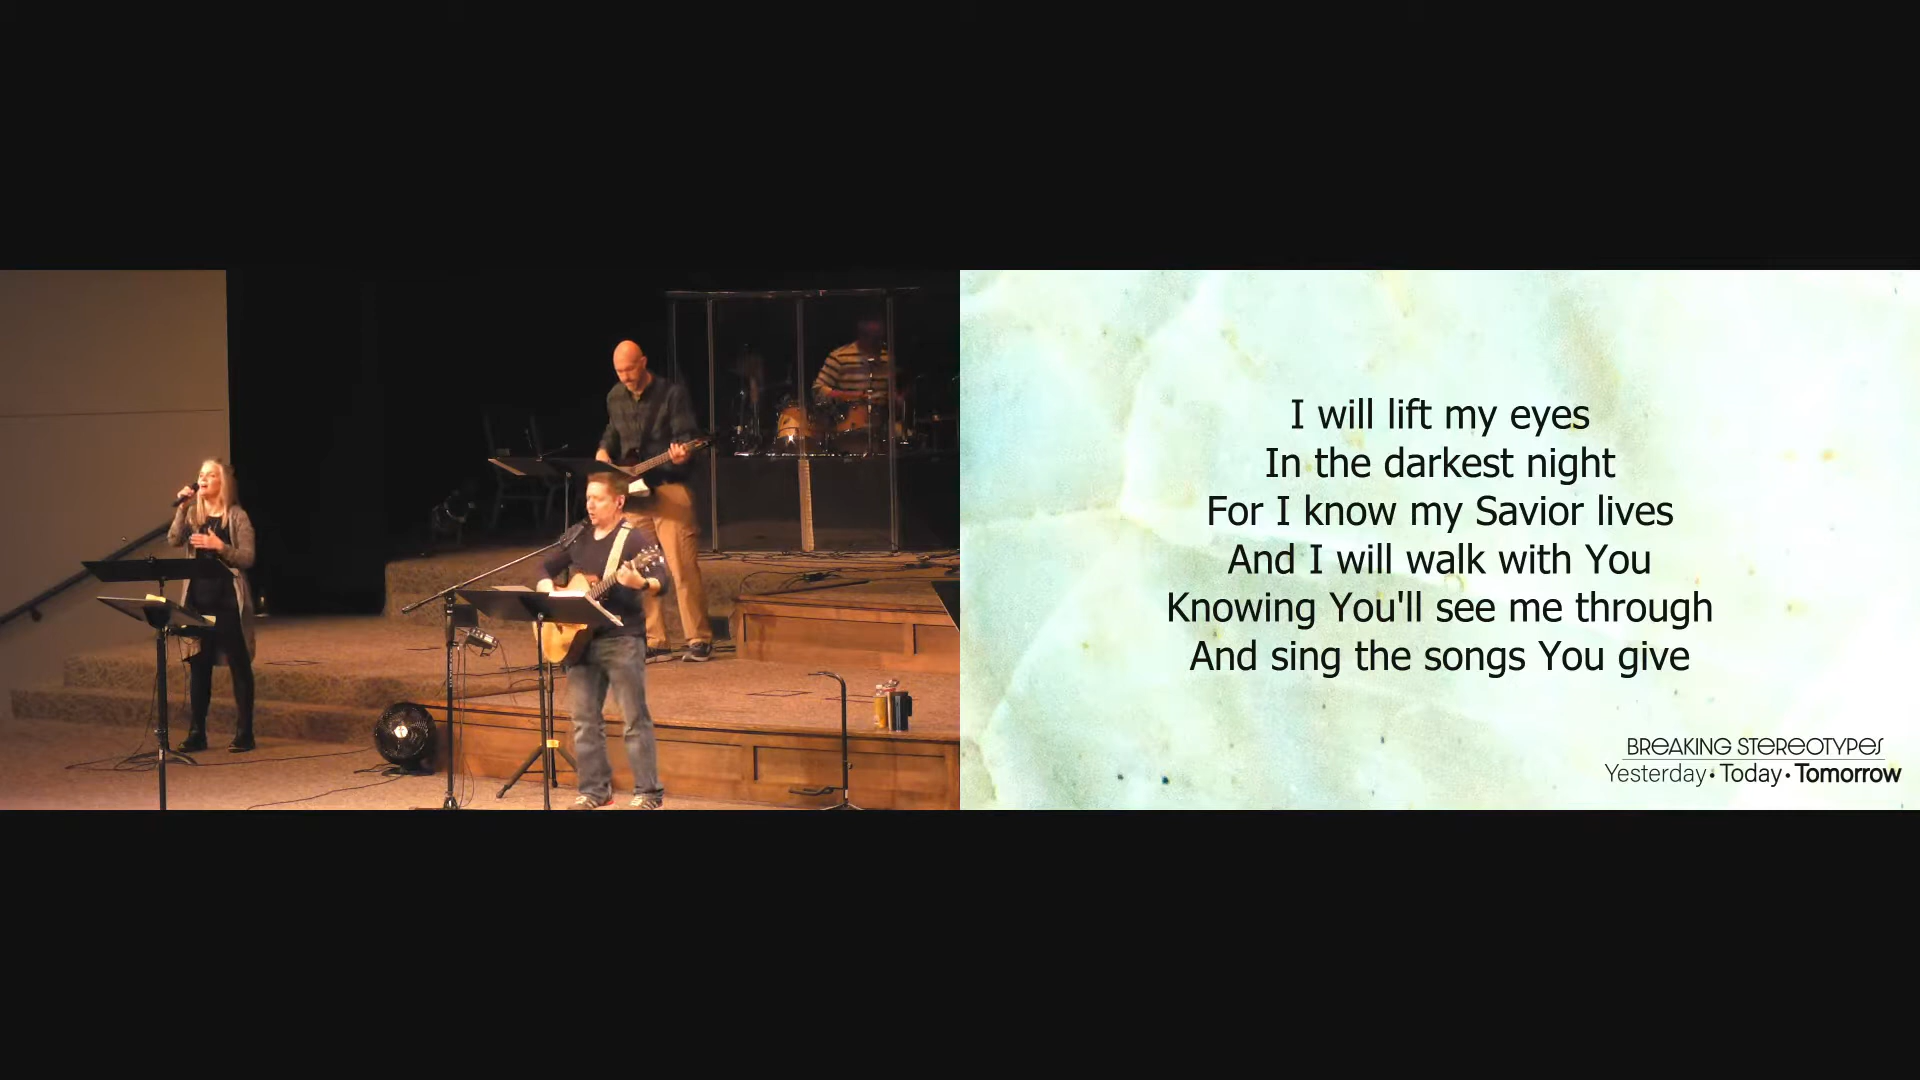 I will lift my eyes
In the darkest night
For I know my Savior lives
And I will walk with You
Knowing You'll see me through
And sing the songs You give
BREAKING STEREOTYPES
Yesterday • Today • Tomorrow